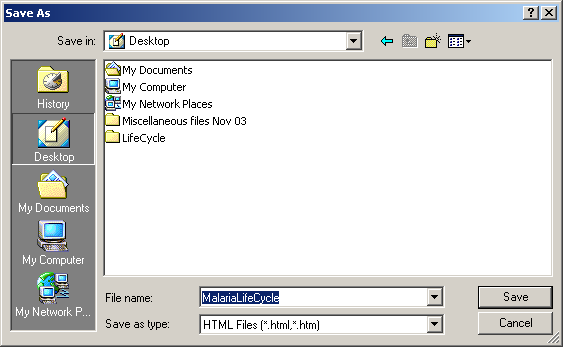 Save As
Save in:
Desktop
History
Desktop
My Documents
My Computer
My Network P...
My Documents
My Computer
My Network Places
Miscellaneous files Nov 03
LifeCycle
File name:
MalariaLifeCycle
Save
Save as type:
HTML Files (*.html,*.htm)
Cancel